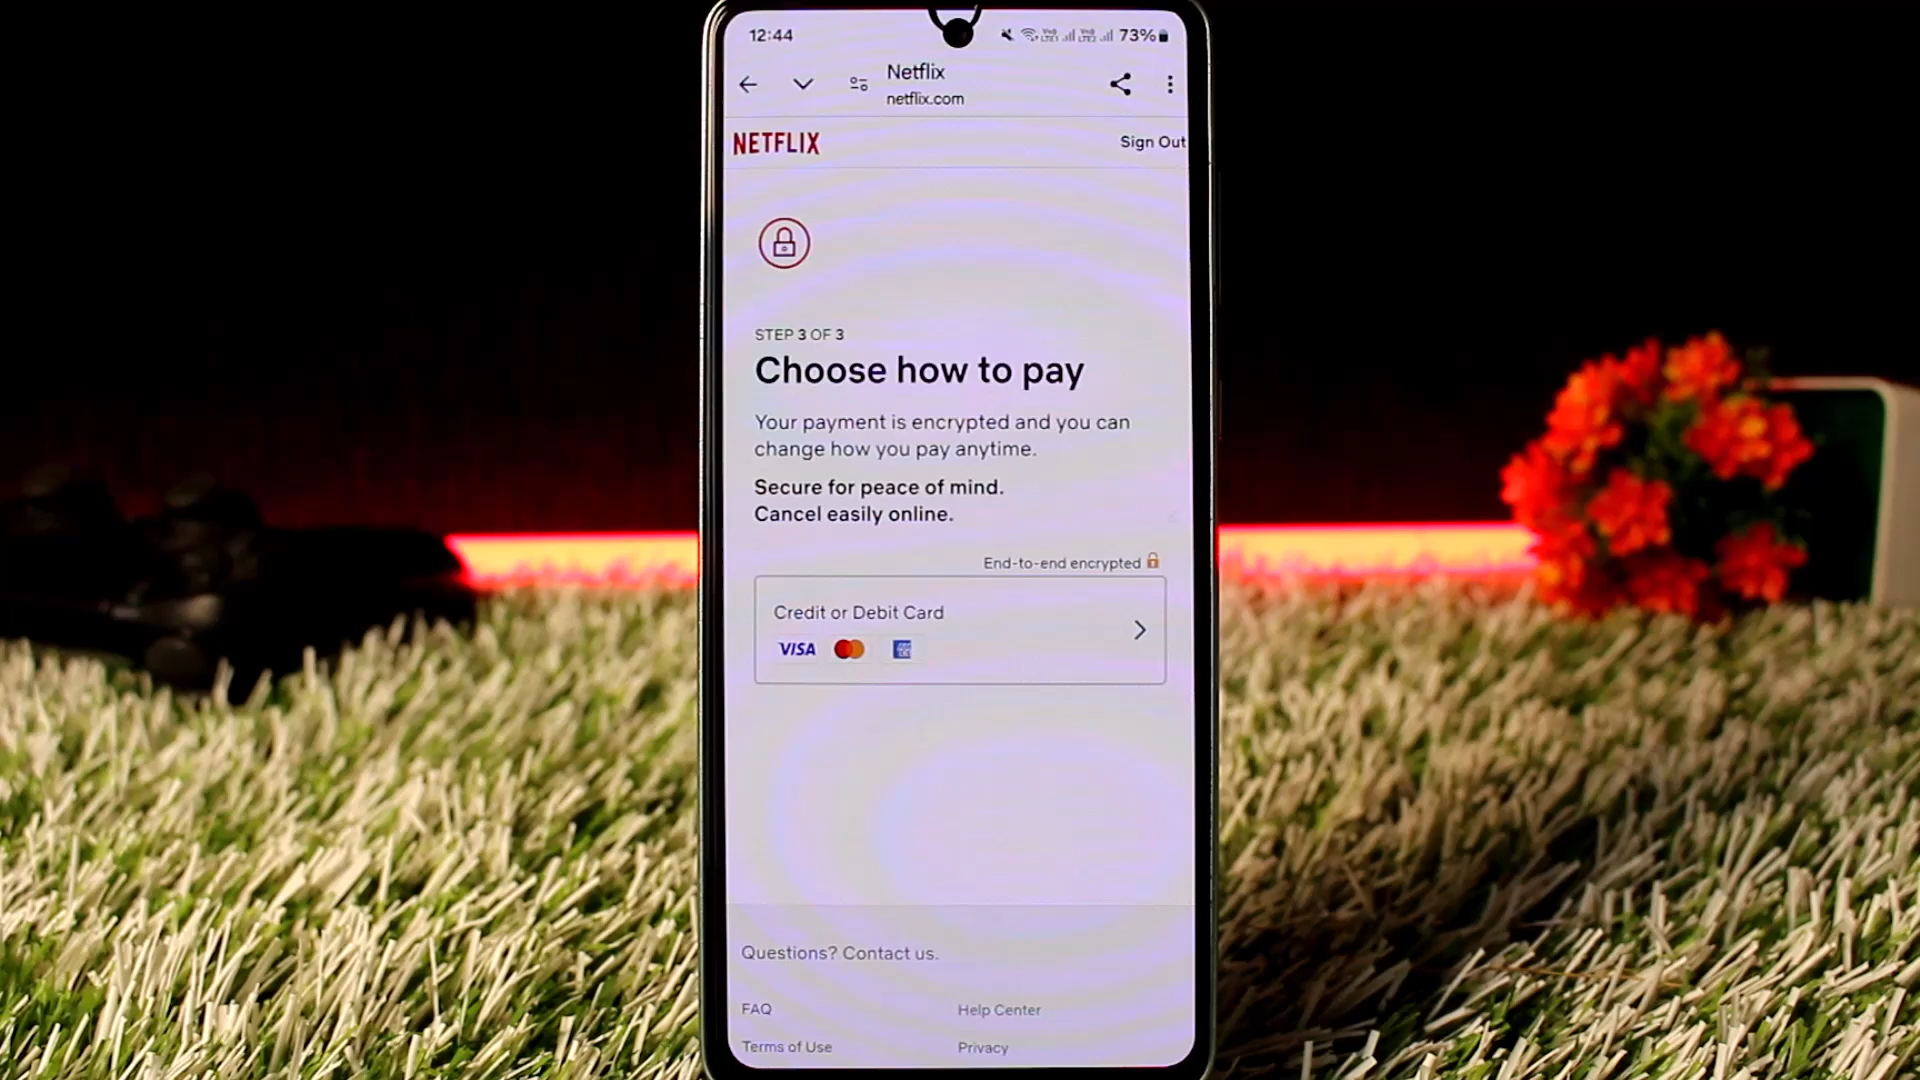 12:44
73%
Netflix
netflix.com
NETFLIX
Sign Out
STEP 3 OF 3
Choose how to pay
Your payment is encrypted and you can
change how you pay anytime.
Secure for peace of mind.
Cancel easily online.
End-to-end encrypted
Credit or Debit Card
VISA
Questions? Contact us.
FAQ
Help Center
Terms of Use
Privacy